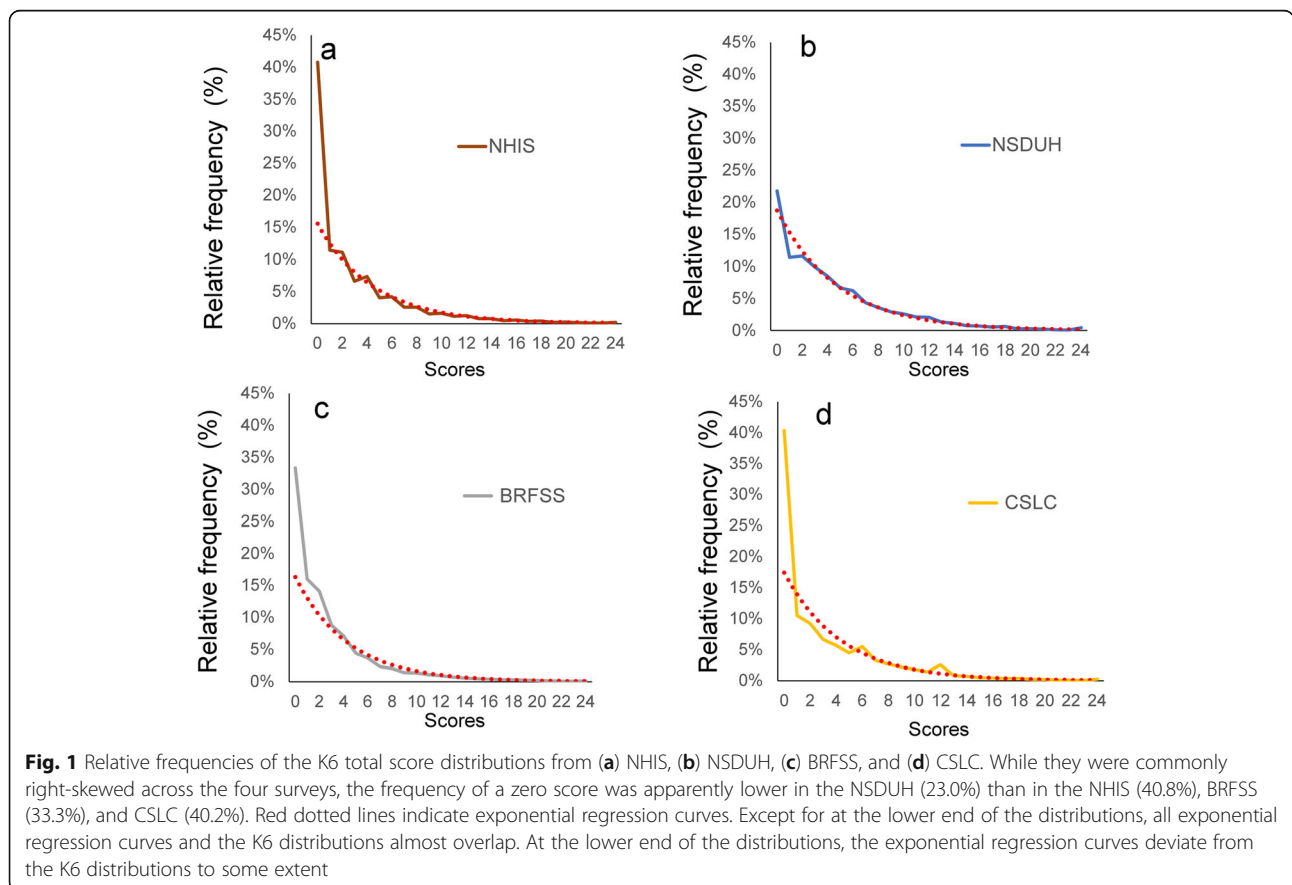 a
45%
40%
35%
30%
25%
20%
15%
10%
5%
0%
Relative frequency (%)
NHIS
0 2 4 6 8 10 12 14 16 18 20 22 24
Scores
b
45%
40%
35%
30%
25%
20%
15%
10%
5%
0%
Relative frequency (%)
NSDUH
0 2 4 6 8 10 12 14 16 18 20 22 24
Scores
c
45%
40%
35%
30%
25%
20%
15%
10%
5%
0%
Relative frequency (%)
BRFSS
0 2 4 6 8 10 12 14 16 18 20 22 24
Scores
d
45%
40%
35%
30%
25%
20%
15%
10%
5%
0%
Relative frequency (%)
CSLC
0 2 4 6 8 10 12 14 16 18 20 22 24
Scores
Fig. 1 Relative frequencies of the K6 total score distributions from (a) NHIS, (b) NSDUH, (c) BRFSS, and (d) CSLC. While they were commonly
right-skewed across the four surveys, the frequency of a zero score was apparently lower in the NSDUH (23.0%) than in the NHIS (40.8%), BRFSS
(33.3%), and CSLC (40.2%). Red dotted lines indicate exponential regression curves. Except for at the lower end of the distributions, all exponential
regression curves and the K6 distributions almost overlap. At the lower end of the distributions, the exponential regression curves deviate from
the K6 distributions to some extent